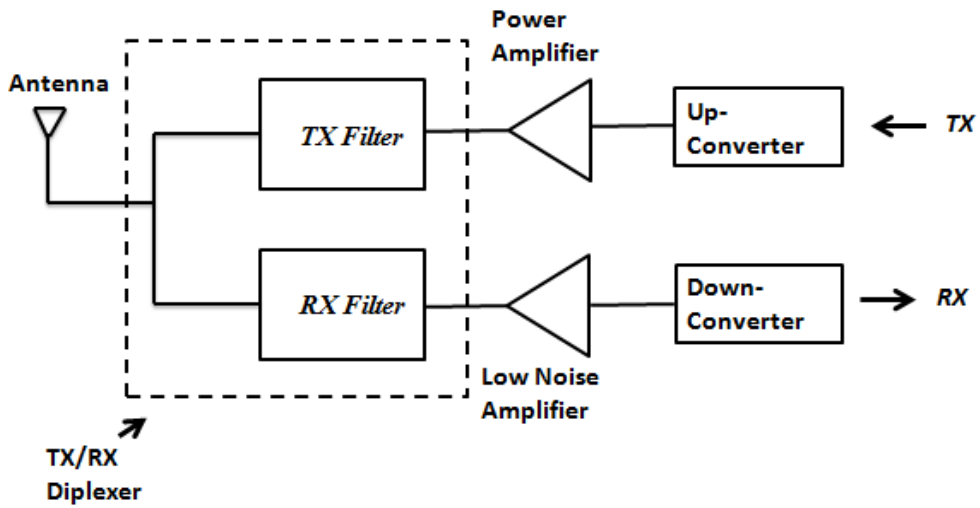 Power
Amplifier
Antenna
TX Filter
Up-
Converter
TX
RX Filter
Down-
Converter
RX
Low Noise
Amplifier
TX/RX
Diplexer